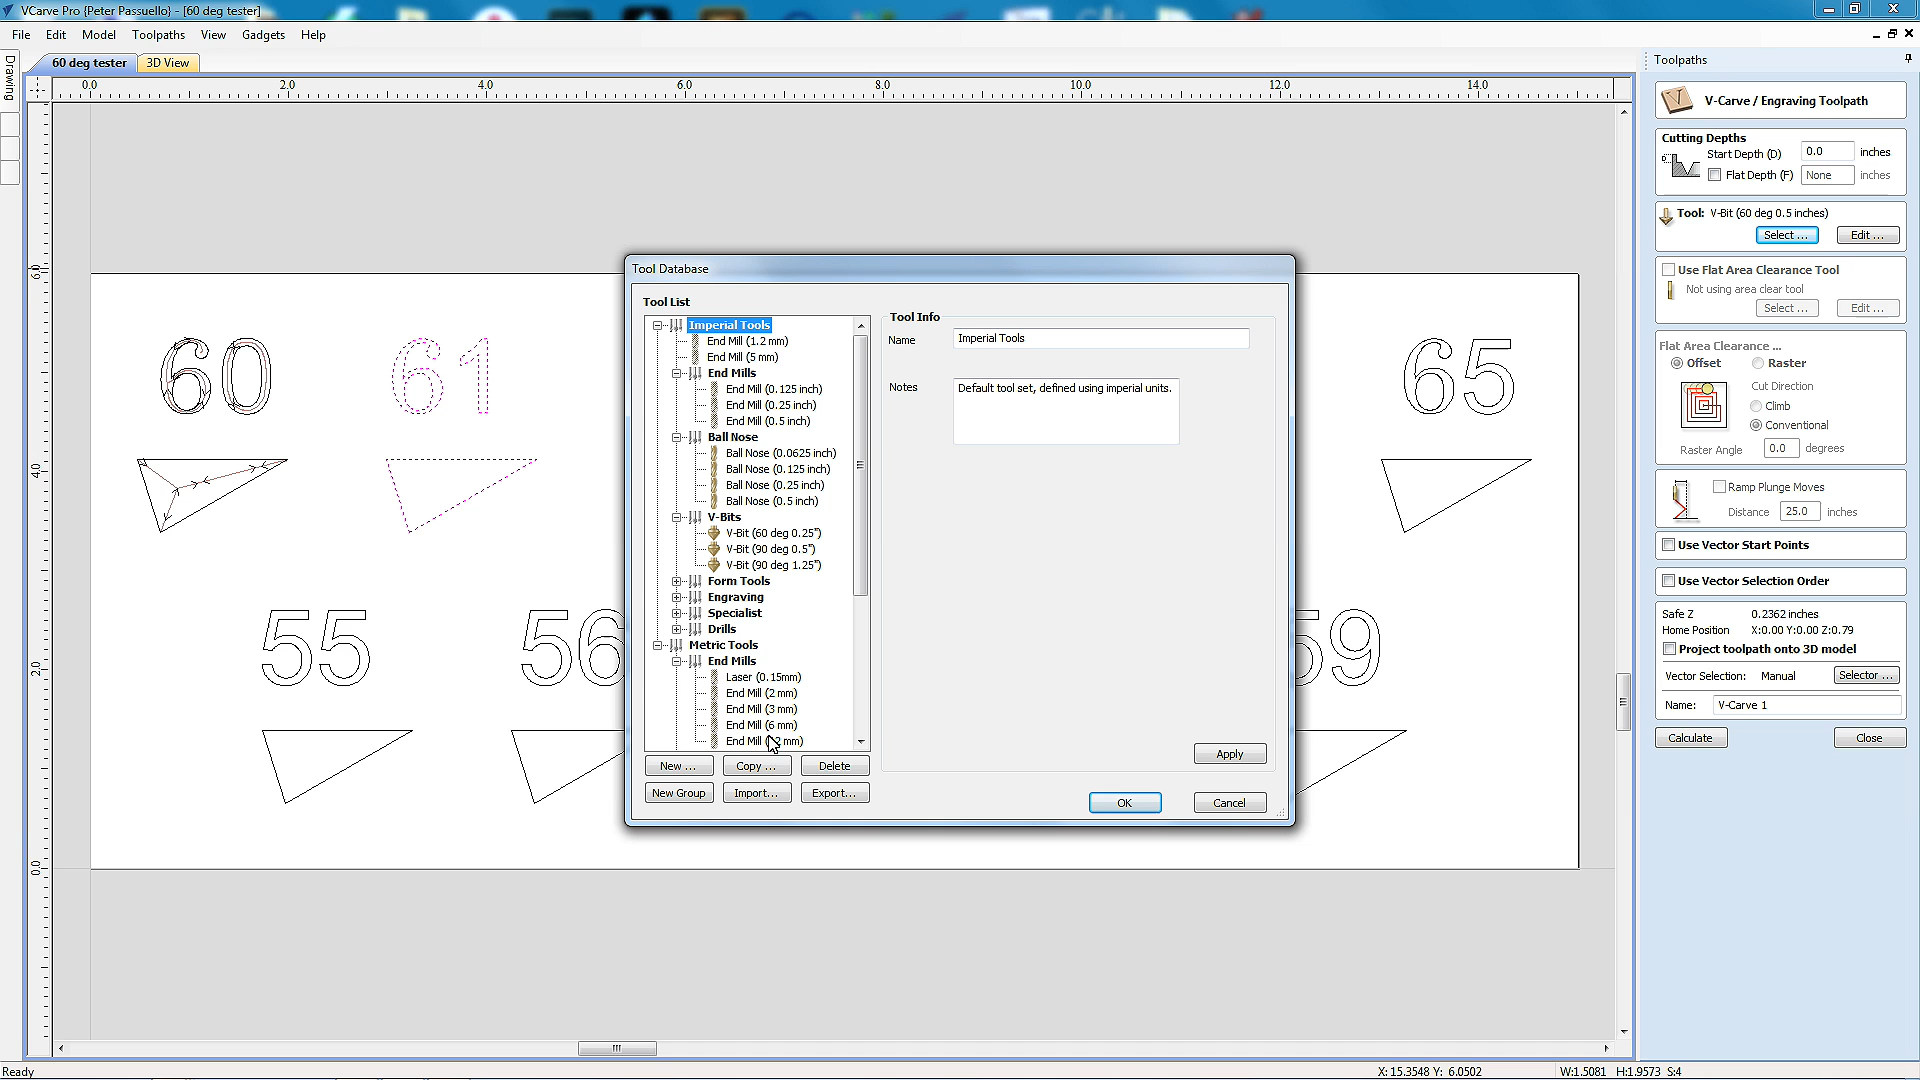 VCarve Pro {Peter Passuello} - [60 deg tester]
File Edit Model Toolpaths View Gadgets Help
60 deg tester 3D View
Drawing
0.0 2.0 4.0 6.0 8.0 10.0 12.0 14.0
6.0
4.0
2.0
0.0
60 61 65
55 56 59
Tool Database
Tool List
Imperial Tools
End Mill (1.2 mm)
End Mill (5 mm)
End Mills
End Mill (0.125 inch)
End Mill (0.25 inch)
End Mill (0.5 inch)
Ball Nose
Ball Nose (0.0625 inch)
Ball Nose (0.125 inch)
Ball Nose (0.25 inch)
Ball Nose (0.5 inch)
V-Bits
V-Bit (60 deg 0.25")
V-Bit (90 deg 0.5")
V-Bit (90 deg 1.25")
Form Tools
Engraving
Specialist
Drills
Metric Tools
End Mills
Laser (0.15mm)
End Mill (2 mm)
End Mill (3 mm)
End Mill (6 mm)
End Mill ( 2 mm)
New ... Copy ... Delete
New Group Import... Export...
Tool Info
Name Imperial Tools
Notes Default tool set, defined using imperial units.
Apply
OK Cancel
Toolpaths
V-Carve / Engraving Toolpath
Cutting Depths
Start Depth (D) 0.0 inches
Flat Depth (F) None inches
Tool: V-Bit (60 deg 0.5 inches)
Select ... Edit ...
Use Flat Area Clearance Tool
Not using area clear tool
Select ... Edit ...
Flat Area Clearance ...
Offset Raster
Cut Direction
Climb
Conventional
Raster Angle 0.0 degrees
Ramp Plunge Moves
Distance 25.0 inches
Use Vector Start Points
Use Vector Selection Order
Safe Z 0.2362 inches
Home Position X:0.00 Y:0.00 Z:0.79
Project toolpath onto 3D model
Vector Selection: Manual Selector ...
Name: V-Carve 1
Calculate Close
Ready X: 15.3548 Y: 6.0502 W:1.5081 H:1.9573 S:4